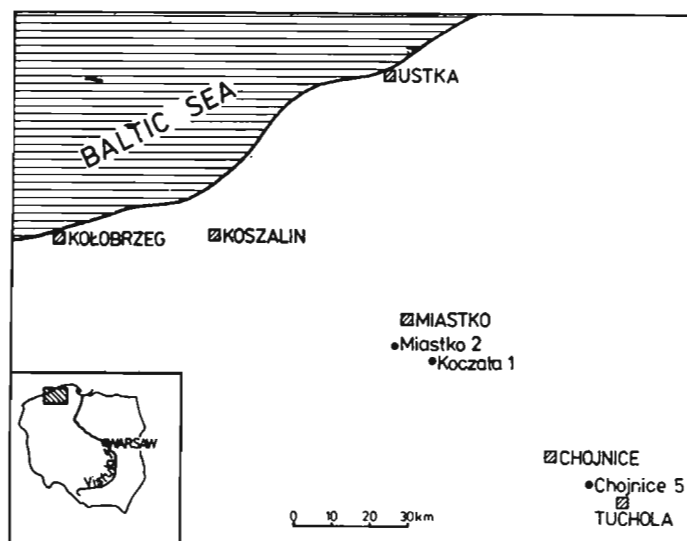 USTKA
BALTIC SEA
KOŁOBRZEG
KOSZALIN
MIASTKO
Miastko 2
Koczała 1
WARSAW
Vistula
CHOJNICE
Chojnice 5
TUCHOLA
0 10 20 30km